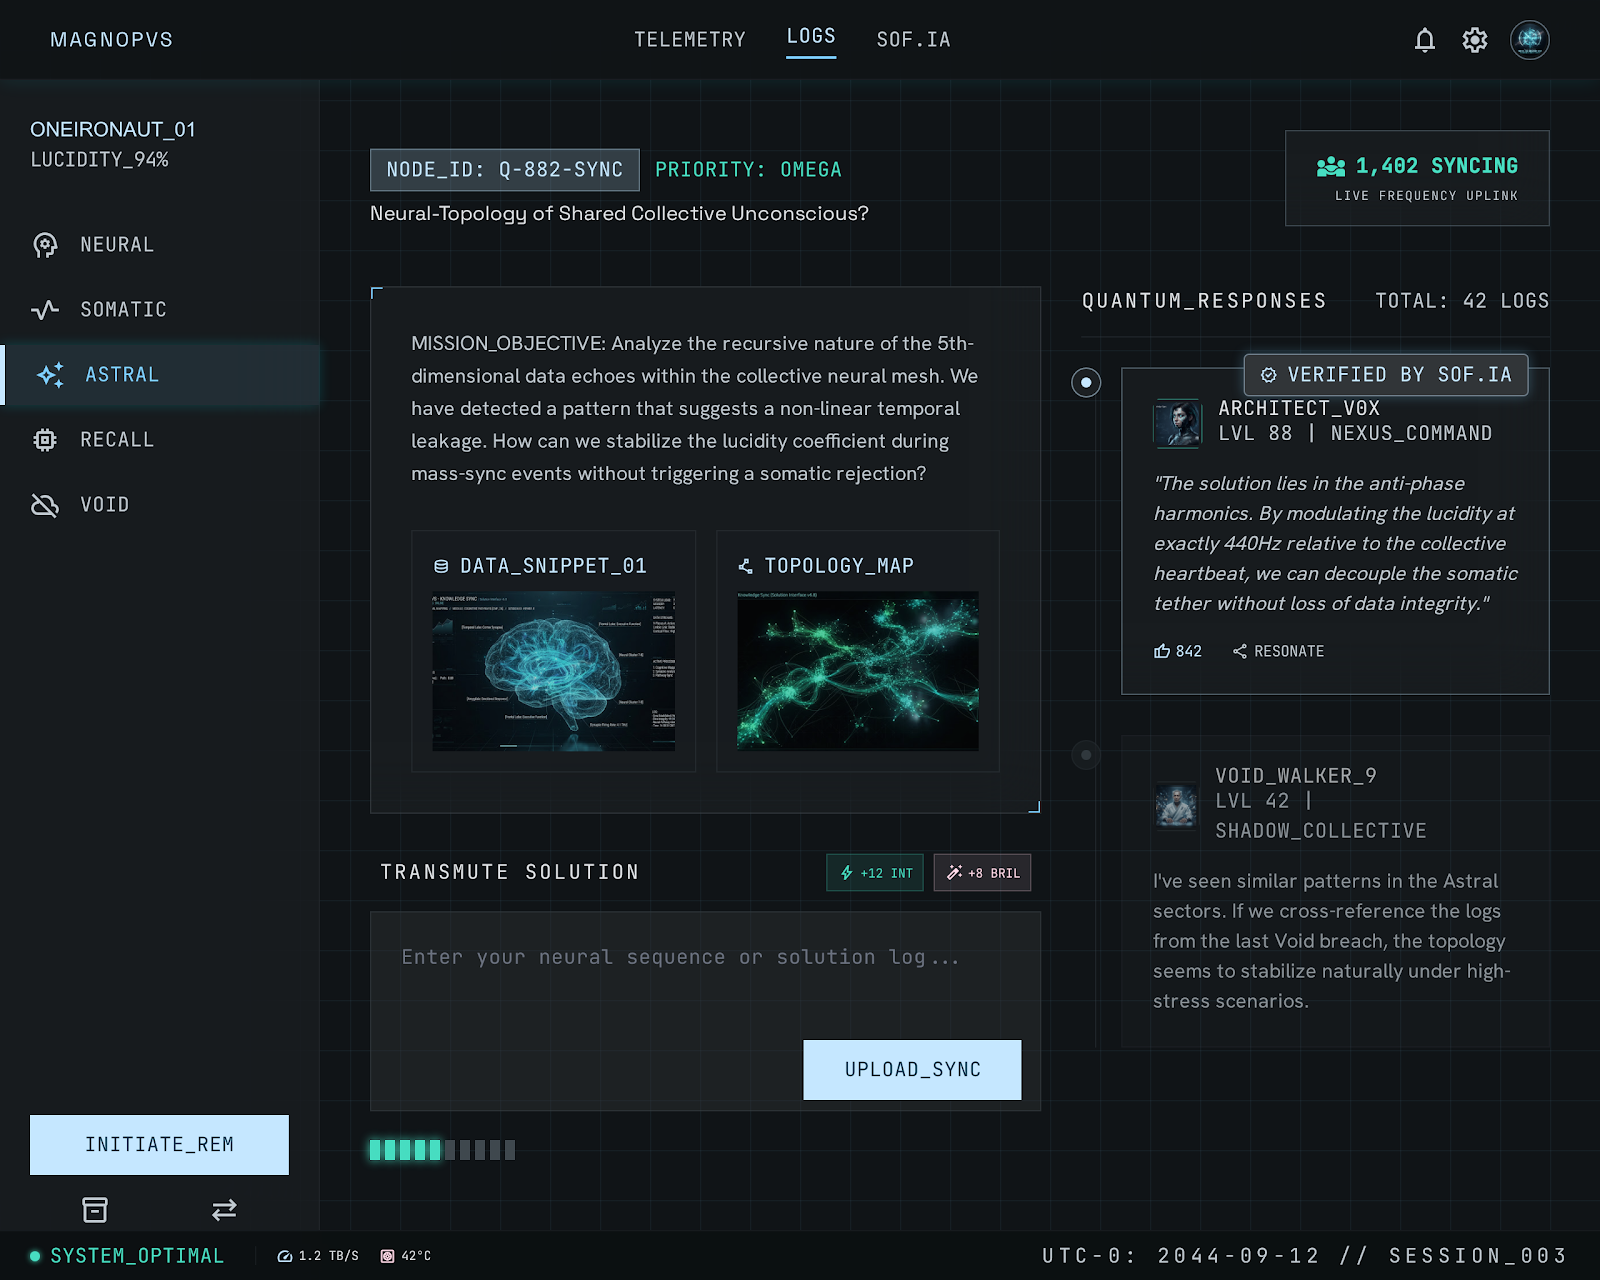 MAGNOPVS
TELEMETRY
LOGS
SOF.IA
ONEIRONAUT_01
LUCIDITY_94%
NEURAL
SOMATIC
ASTRAL
RECALL
VOID
INITIATE_REM
NODE_ID: Q-882-SYNC
PRIORITY: OMEGA
Neural-Topology of Shared Collective Unconscious?
1,402 SYNCING
LIVE FREQUENCY UPLINK
MISSION_OBJECTIVE: Analyze the recursive nature of the 5th-
dimensional data echoes within the collective neural mesh. We
have detected a pattern that suggests a non-linear temporal
leakage. How can we stabilize the lucidity coefficient during
mass-sync events without triggering a somatic rejection?
DATA_SNIPPET_01
TOPOLOGY_MAP
TRANSMUTE SOLUTION
+12 INT
+8 BRIL
Enter your neural sequence or solution log...
UPLOAD_SYNC
QUANTUM_RESPONSES
TOTAL: 42 LOGS
VERIFIED BY SOF.IA
ARCHITECT_V0X
LVL 88 | NEXUS_COMMAND
"The solution lies in the anti-phase
harmonics. By modulating the lucidity at
exactly 440Hz relative to the collective
heartbeat, we can decouple the somatic
tether without loss of data integrity."
842
RESONATE
VOID_WALKER_9
LVL 42 |
SHADOW_COLLECTIVE
I've seen similar patterns in the Astral
sectors. If we cross-reference the logs
from the last Void breach, the topology
seems to stabilize naturally under high-
stress scenarios.
SYSTEM_OPTIMAL
1.2 TB/S
42°C
UTC-0: 2044-09-12 // SESSION_003